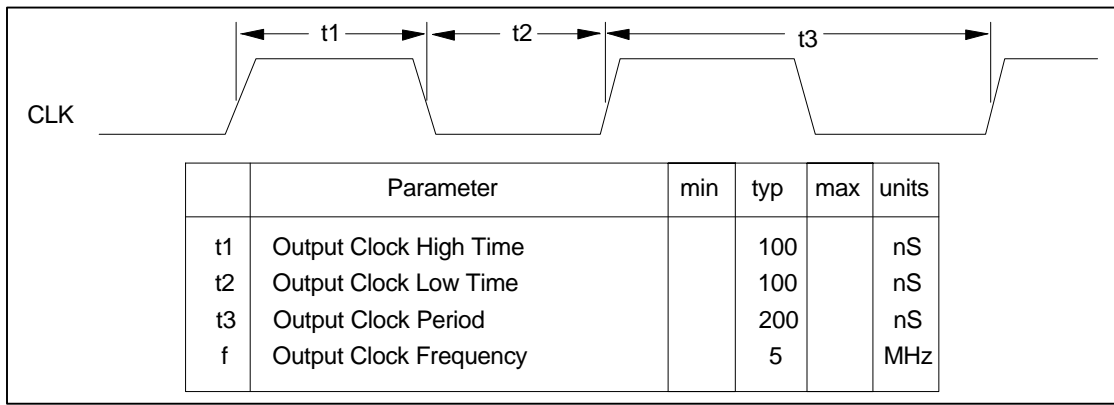 t1 t2 t3
CLK
Parameter min typ max units
t1 Output Clock High Time 100 nS
t2 Output Clock Low Time 100 nS
t3 Output Clock Period 200 nS
f Output Clock Frequency 5 MHz